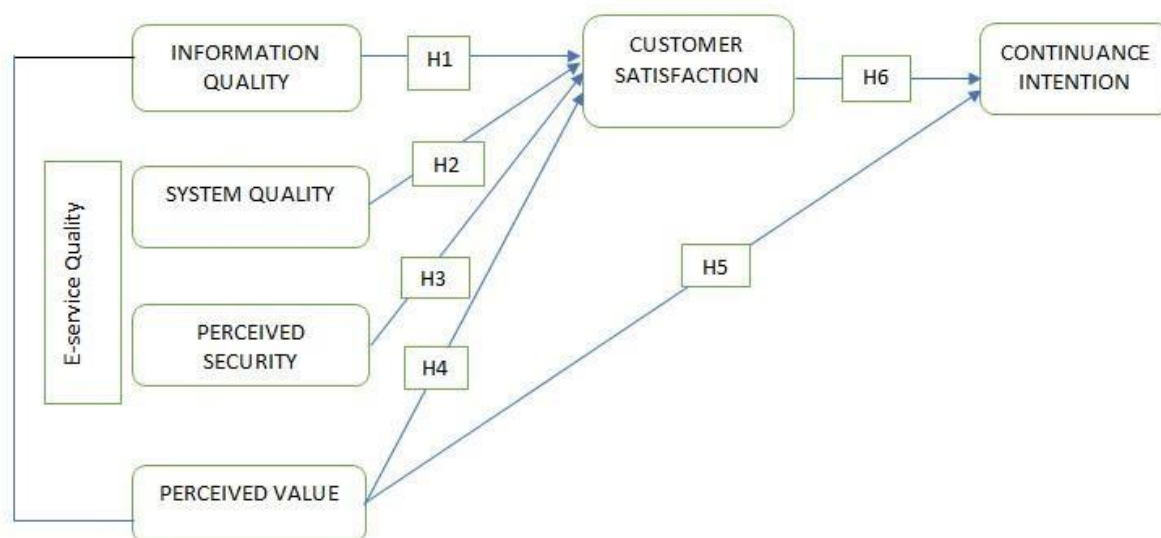 INFORMATION
QUALITY
H1
CUSTOMER
SATISFACTION
H6
CONTINUANCE
INTENTION
E-service Quality
SYSTEM QUALITY
H2
PERCEIVED
SECURITY
H3
H5
H4
PERCEIVED VALUE